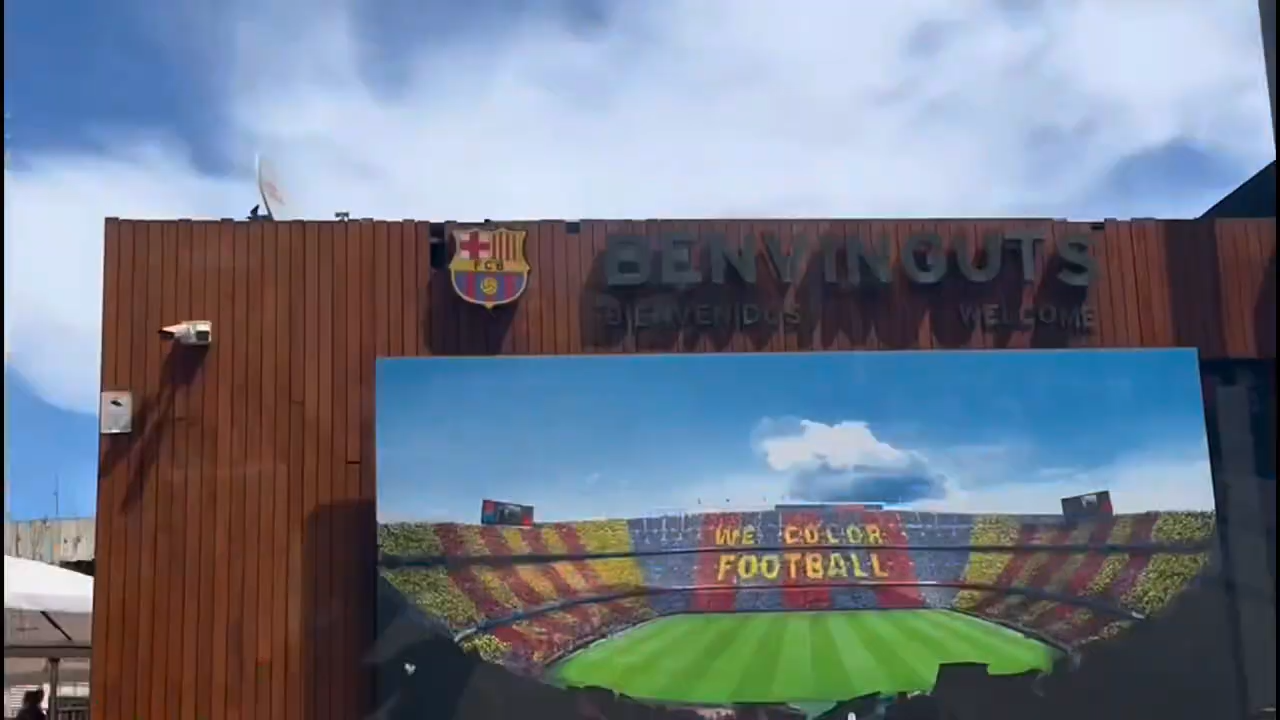 FCB
BENVINGUTS
BIENVENIDOS
WELCOME
WE COLOR
FOOTBALL